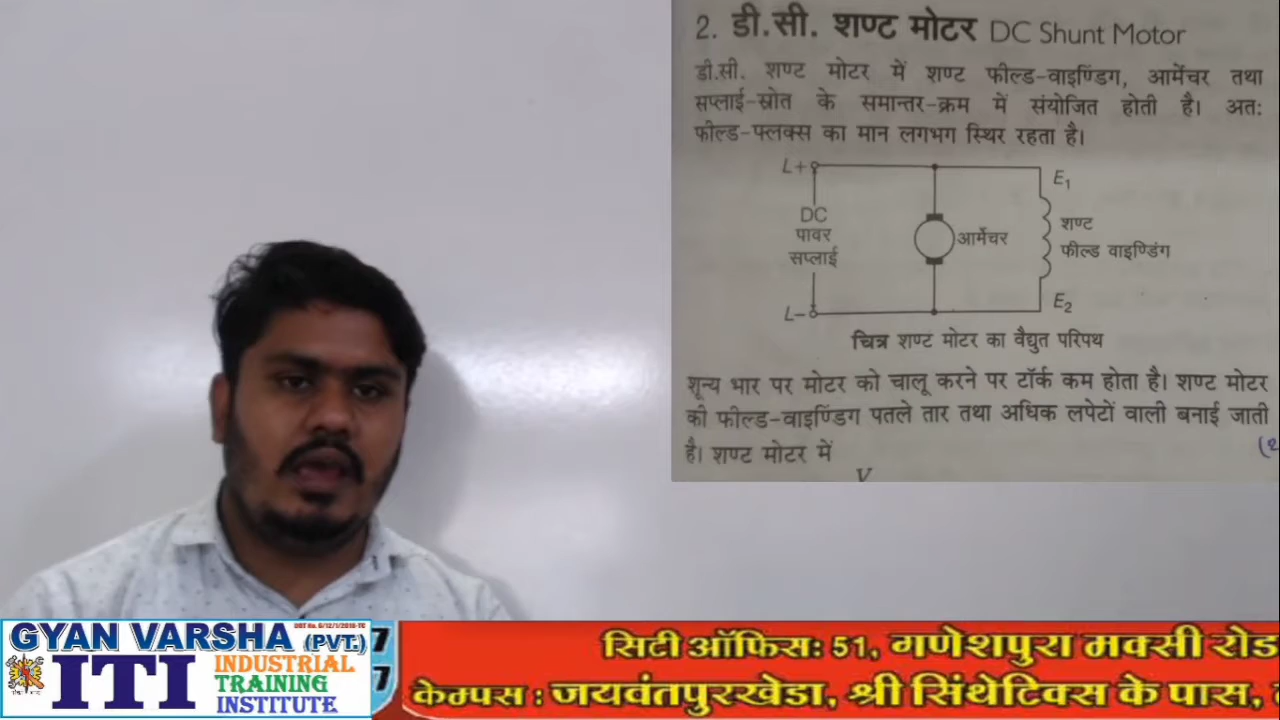 2. डी.सी. शण्ट मोटर DC Shunt Motor
डी.सी. शण्ट मोटर में शण्ट फील्ड-वाइण्डिग, आर्मेचर तथा
सप्लाई-स्रोत के समान्तर-क्रम में संयोजित होती है। अतः
फील्ड-फ्लक्स का मान लगभग स्थिर रहता है।
L+
E1
DC
पावर
सप्लाई
आर्मेचर
शण्ट
फील्ड वाइण्डिंग
L–
E2
चित्र शण्ट मोटर का वैद्युत परिपथ
शून्य भार पर मोटर को चालू करने पर टॉर्क कम होता है। शण्ट मोटर
की फील्ड-वाइण्डिग पतले तार तथा अधिक लपेटों वाली बनाई जाती
है। शण्ट मोटर में
V
GYAN VARSHA (PVT.)
ITI INDUSTRIAL
TRAINING
INSTITUTE
7
7
सिटी ऑफिस: 51, गणेशपुरा मक्सी रोड
केम्पस : जयवंतपुरखेडा, श्री सिंथेटिक्स के पास,